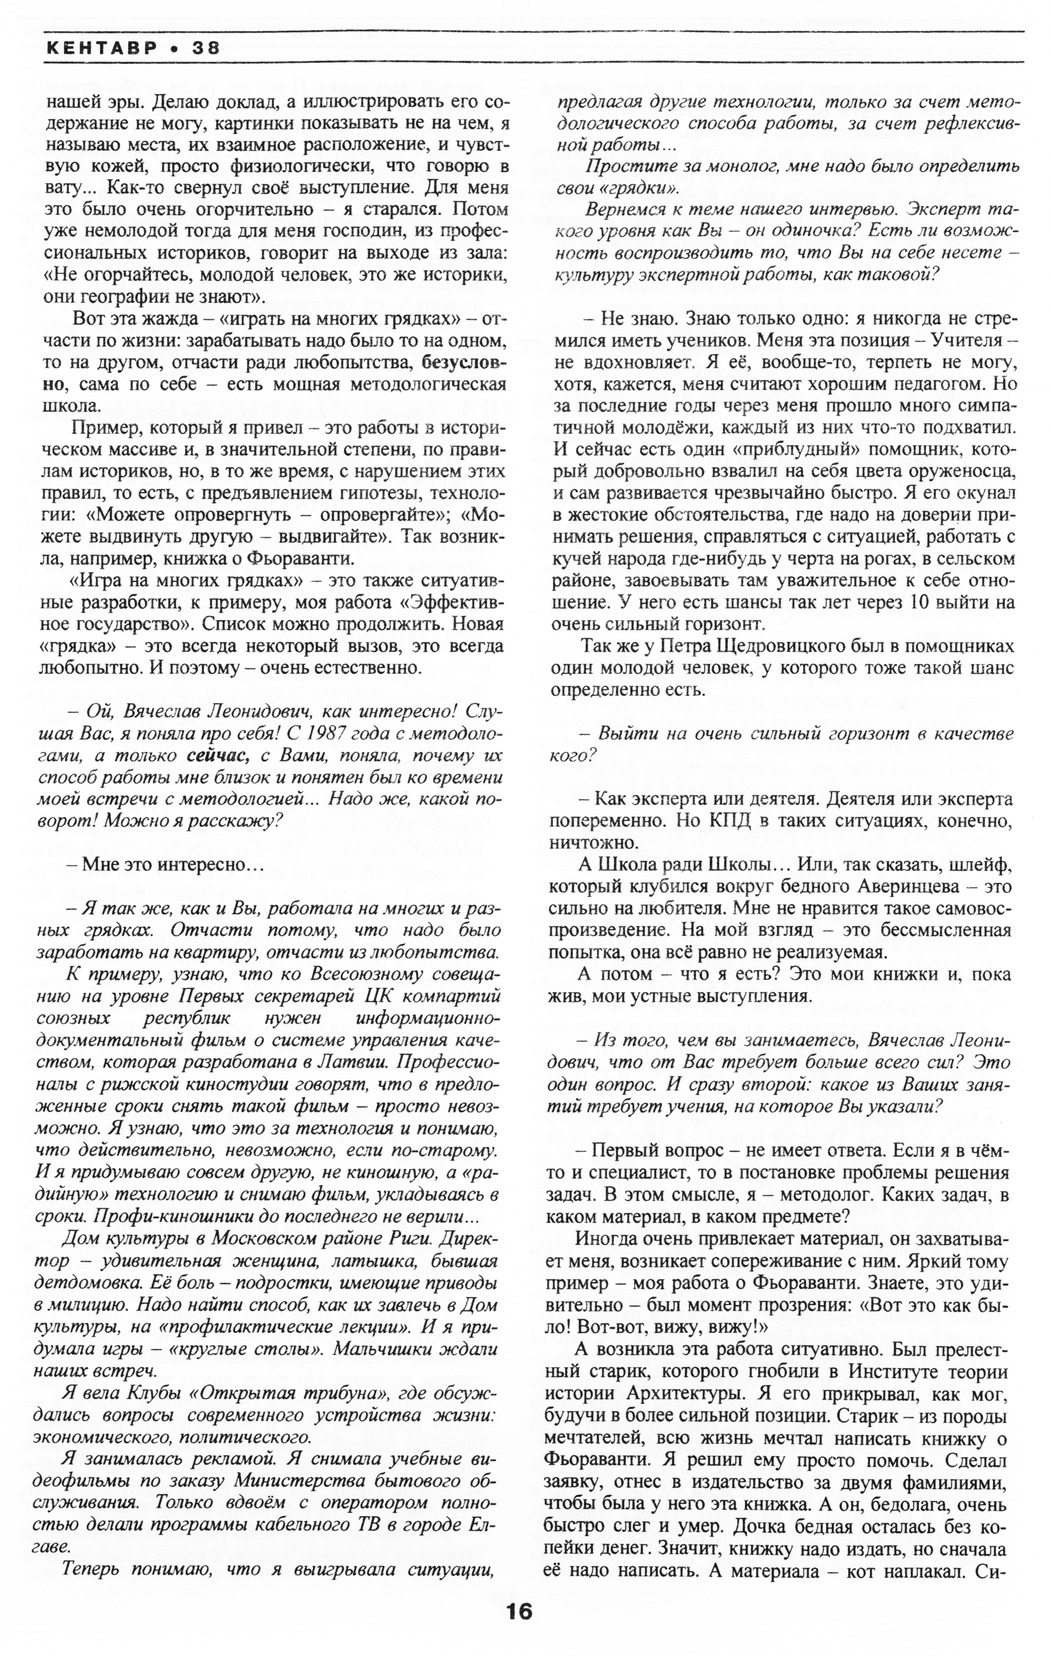 КЕНТАВР • 38
нашей эры. Делаю доклад, а иллюстрировать его со-
держание не могу, картинки показывать не на чем, я
называю места, их взаимное расположение, и чувст-
вую кожей, просто физиологически, что говорю в
вату... Как-то свернул своё выступление. Для меня
это было очень огорчительно – я старался. Потом
уже немолодой тогда для меня господин, из профес-
сиональных историков, говорит на выходе из зала:
«Не огорчайтесь, молодой человек, это же историки,
они географии не знают».
Вот эта жажда – «играть на многих грядках» – от-
части по жизни: зарабатывать надо было то на одном,
то на другом, отчасти ради любопытства, безуслов-
но, сама по себе – есть мощная методологическая
школа.
Пример, который я привел – это работы в истори-
ческом массиве и, в значительной степени, по прави-
лам историков, но, в то же время, с нарушением этих
правил, то есть, с предъявлением гипотезы, техноло-
гии: «Можете опровергнуть – опровергайте»; «Мо-
жете выдвинуть другую – выдвигайте». Так возник-
ла, например, книжка о Фьораванти.
«Игра на многих грядках» – это также ситуатив-
ные разработки, к примеру, моя работа «Эффектив-
ное государство». Список можно продолжить. Новая
«грядка» – это всегда некоторый вызов, это всегда
любопытно. И поэтому – очень естественно.
– Ой, Вячеслав Леонидович, как интересно! Слу-
шая Вас, я поняла про себя! С 1987 года с методоло-
гами, а только сейчас, с Вами, поняла, почему их
способ работы мне близок и понятен был ко времени
моей встречи с методологией... Надо же, какой по-
ворот! Можно я расскажу?
– Мне это интересно...
– Я так же, как и Вы, работала на многих и раз-
ных грядках. Отчасти потому, что надо было
заработать на квартиру, отчасти из любопытства.
К примеру, узнаю, что ко Всесоюзному совеща-
нию на уровне Первых секретарей ЦК компартий
союзных республик нужен информационно-
документальный фильм о системе управления каче-
ством, которая разработана в Латвии. Профессио-
налы с рижской киностудии говорят, что в предло-
женные сроки снять такой фильм – просто невоз-
можно. Я узнаю, что это за технология и понимаю,
что действительно, невозможно, если по-старому.
И я придумываю совсем другую, не киношную, а «ра-
дийную» технологию и снимаю фильм, укладываясь в
сроки. Профи-киношники до последнего не верили...
Дом культуры в Московском районе Риги. Дирек-
тор – удивительная женщина, латышка, бывшая
детдомовка. Её боль – подростки, имеющие приводы
в милицию. Надо найти способ, как их завлечь в Дом
культуры, на «профилактические лекции». И я при-
думала игры – «круглые столы». Мальчишки ждали
наших встреч.
Я вела Клубы «Открытая трибуна», где обсуж-
дались вопросы современного устройства жизни:
экономического, политического.
Я занималась рекламой. Я снимала учебные ви-
деофильмы по заказу Министерства бытового об-
служивания. Только вдвоём с оператором полно-
стью делали программы кабельного ТВ в городе Ел-
гаве.
Теперь понимаю, что я выигрывала ситуации,
предлагая другие технологии, только за счет мето-
дологического способа работы, за счет рефлексив-
ной работы...
Простите за монолог, мне надо было определить
свои «грядки».
Вернемся к теме нашего интервью. Эксперт та-
кого уровня как Вы – он одиночка? Есть ли возмож-
ность воспроизводить то, что Вы на себе несете –
культуру экспертной работы, как таковой?
– Не знаю. Знаю только одно: я никогда не стре-
мился иметь учеников. Меня эта позиция – Учителя –
не вдохновляет. Я её, вообще-то, терпеть не могу,
хотя, кажется, меня считают хорошим педагогом. Но
за последние годы через меня прошло много симпа-
тичной молодёжи, каждый из них что-то подхватил.
И сейчас есть один «приблудный» помощник, кото-
рый добровольно взвалил на себя цвета оруженосца,
и сам развивается чрезвычайно быстро. Я его окунал
в жестокие обстоятельства, где надо на доверии при-
нимать решения, справляться с ситуацией, работать с
кучей народа где-нибудь у черта на рогах, в сельском
районе, завоевывать там уважительное к себе отно-
шение. У него есть шансы так лет через 10 выйти на
очень сильный горизонт.
Так же у Петра Щедровицкого был в помощниках
один молодой человек, у которого тоже такой шанс
определенно есть.
– Выйти на очень сильный горизонт в качестве
кого?
– Как эксперта или деятеля. Деятеля или эксперта
попеременно. Но КПД в таких ситуациях, конечно,
ничтожно.
А Школа ради Школы... Или, так сказать, шлейф,
который клубился вокруг бедного Аверинцева – это
сильно на любителя. Мне не нравится такое самовос-
произведение. На мой взгляд – это бессмысленная
попытка, она всё равно не реализуемая.
А потом – что я есть? Это мои книжки и, пока
жив, мои устные выступления.
– Из того, чем вы занимаетесь, Вячеслав Леони-
дович, что от Вас требует больше всего сил? Это
один вопрос. И сразу второй: какое из Ваших заня-
тий требует учения, на которое Вы указали?
– Первый вопрос – не имеет ответа. Если я в чём-
то и специалист, то в постановке проблемы решения
задач. В этом смысле, я – методолог. Каких задач, в
каком материал, в каком предмете?
Иногда очень привлекает материал, он захватыва-
ет меня, возникает сопереживание с ним. Яркий тому
пример – моя работа о Фьораванти. Знаете, это уди-
вительно – был момент прозрения: «Вот это как бы-
ло! Вот-вот, вижу, вижу!»
А возникла эта работа ситуативно. Был прелест-
ный старик, которого гнобили в Институте теории
истории Архитектуры. Я его прикрывал, как мог,
будучи в более сильной позиции. Старик – из породы
мечтателей, всю жизнь мечтал написать книжку о
Фьораванти. Я решил ему просто помочь. Сделал
заявку, отнес в издательство за двумя фамилиями,
чтобы была у него эта книжка. А он, бедолага, очень
быстро слег и умер. Дочка бедная осталась без ко-
пейки денег. Значит, книжку надо издать, но сначала
её надо написать. А материала – кот наплакал. Си-
16